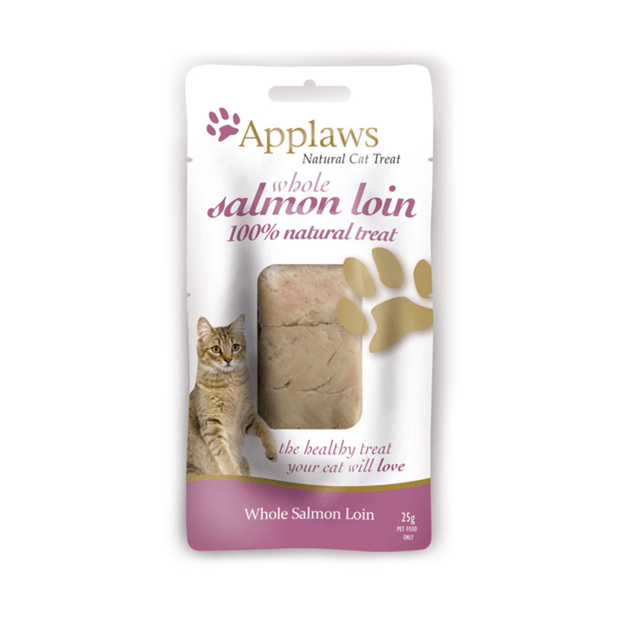 Applaws
Natural Cat Treat
whole
salmon loin
100% natural treat
the healthy treat
your cat will love
Whole Salmon Loin
25g
PET FOOD
ONLY